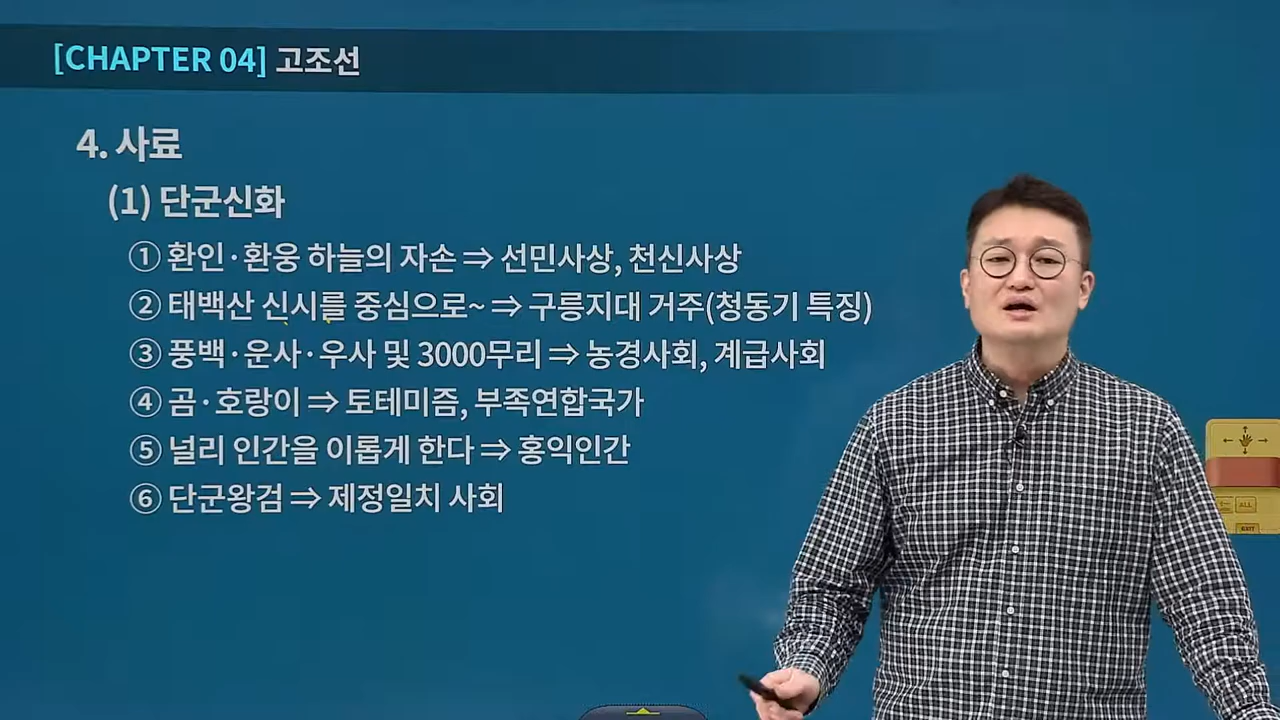 [CHAPTER 04] 고조선
4. 사료
(1) 단군신화
① 환인·환웅 하늘의 자손 ⇒ 선민사상, 천신사상
② 태백산 신시를 중심으로~ ⇒ 구릉지대 거주(청동기 특징)
③ 풍백·운사·우사 및 3000무리 ⇒ 농경사회, 계급사회
④ 곰·호랑이 ⇒ 토테미즘, 부족연합국가
⑤ 널리 인간을 이롭게 한다 ⇒ 홍익인간
⑥ 단군왕검 ⇒ 제정일치 사회
ALL
EXIT